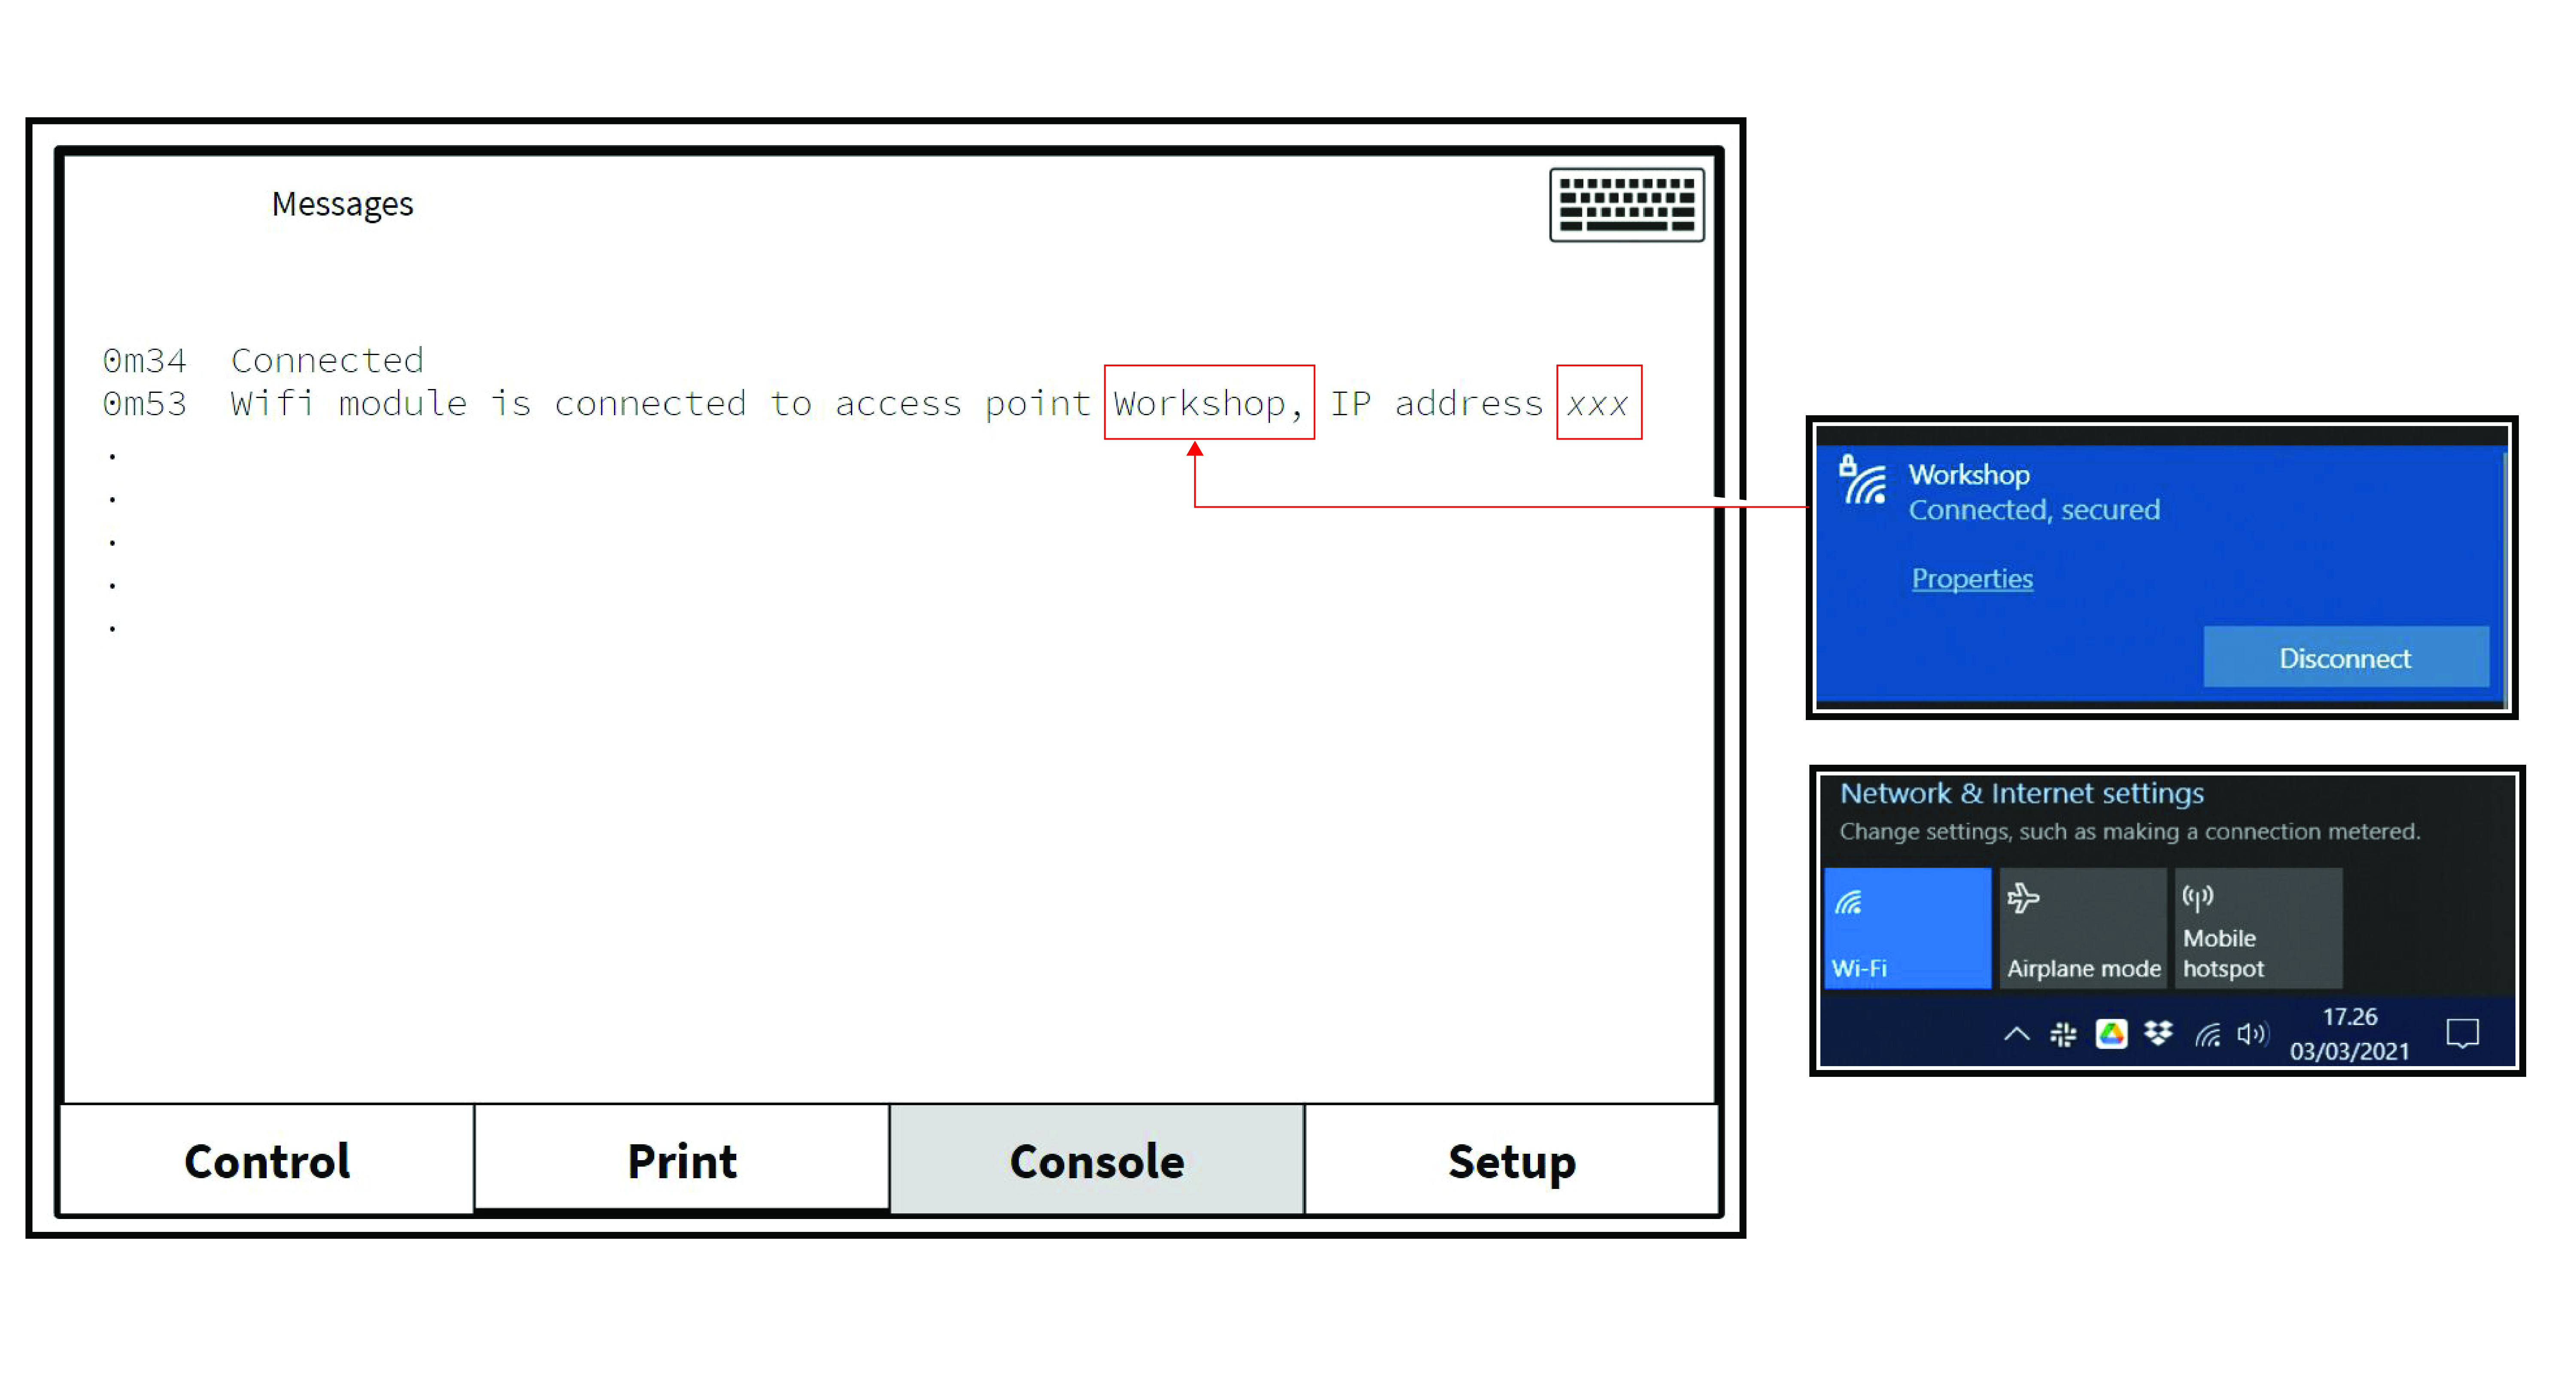 Messages
0m34 Connected
0m53 Wifi module is connected to access point Workshop, IP address xxx
.
.
.
.
.
Control Print Console Setup
Workshop
Connected, secured
Properties
Disconnect
Network & Internet settings
Change settings, such as making a connection metered.
Wi-Fi
Airplane mode
Mobile
hotspot
17.26
03/03/2021